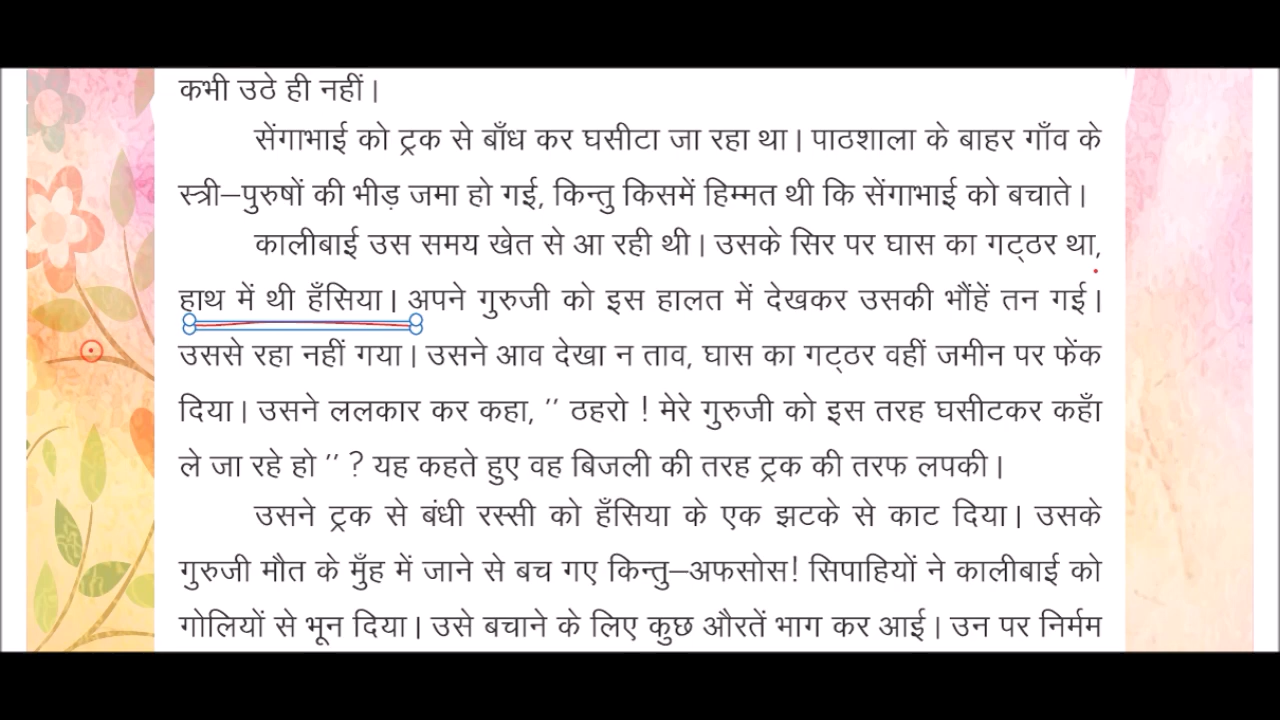 कभी उठे ही नहीं।
सेंगाभाई को ट्रक से बाँध कर घसीटा जा रहा था। पाठशाला के बाहर गाँव के
स्त्री–पुरुषों की भीड़ जमा हो गई, किन्तु किसमें हिम्मत थी कि सेंगाभाई को बचाते।
कालीबाई उस समय खेत से आ रही थी। उसके सिर पर घास का गट्ठर था,
हाथ में थी हँसिया। अपने गुरुजी को इस हालत में देखकर उसकी भौंहें तन गई।
उससे रहा नहीं गया। उसने आव देखा न ताव, घास का गट्ठर वहीं जमीन पर फेंक
दिया। उसने ललकार कर कहा, ’’ ठहरो ! मेरे गुरुजी को इस तरह घसीटकर कहाँ
ले जा रहे हो ’’ ? यह कहते हुए वह बिजली की तरह ट्रक की तरफ लपकी।
उसने ट्रक से बंधी रस्सी को हँसिया के एक झटके से काट दिया। उसके
गुरुजी मौत के मुँह में जाने से बच गए किन्तु–अफसोस! सिपाहियों ने कालीबाई को
गोलियों से भून दिया। उसे बचाने के लिए कुछ औरतें भाग कर आई। उन पर निर्मम